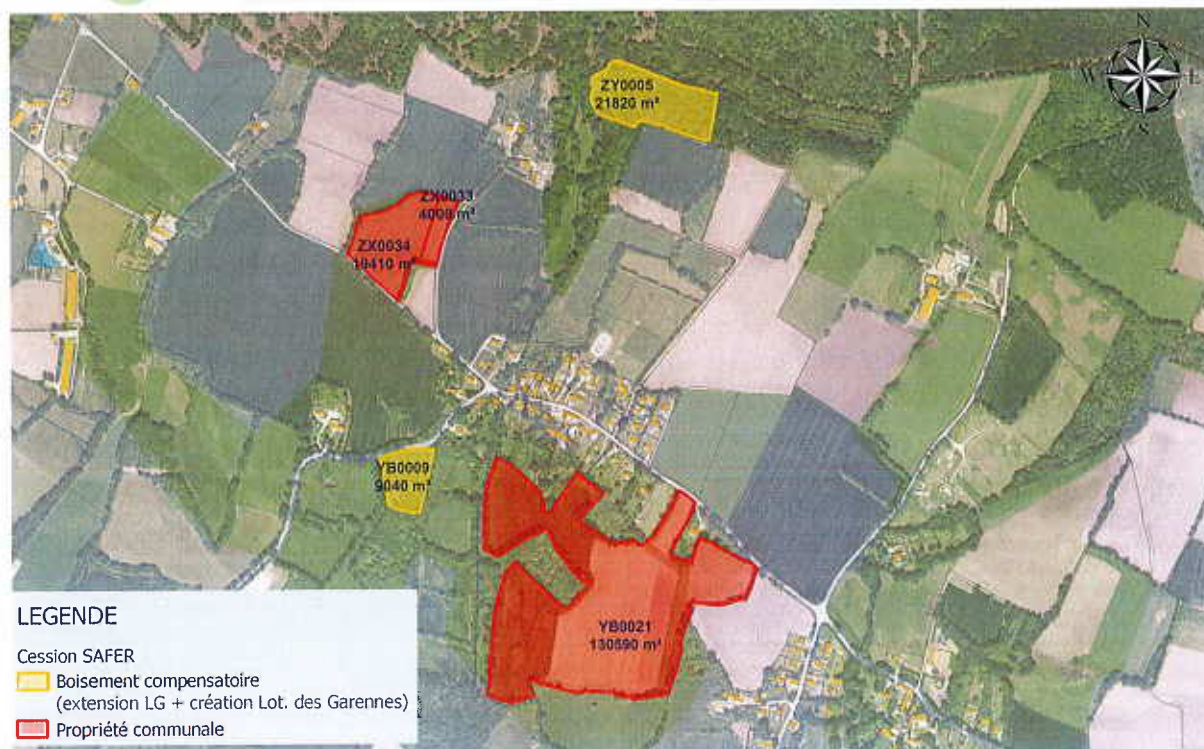 N
ZY0005
21820 m²
S
ZX0033
4000 m²
ZX0034
19410 m²
YB0009
9040 m²
YB0021
130590 m²
LEGENDE
Cession SAFER
Boisement compensatoire
(extension LG + création Lot. des Garennes)
Propriété communale